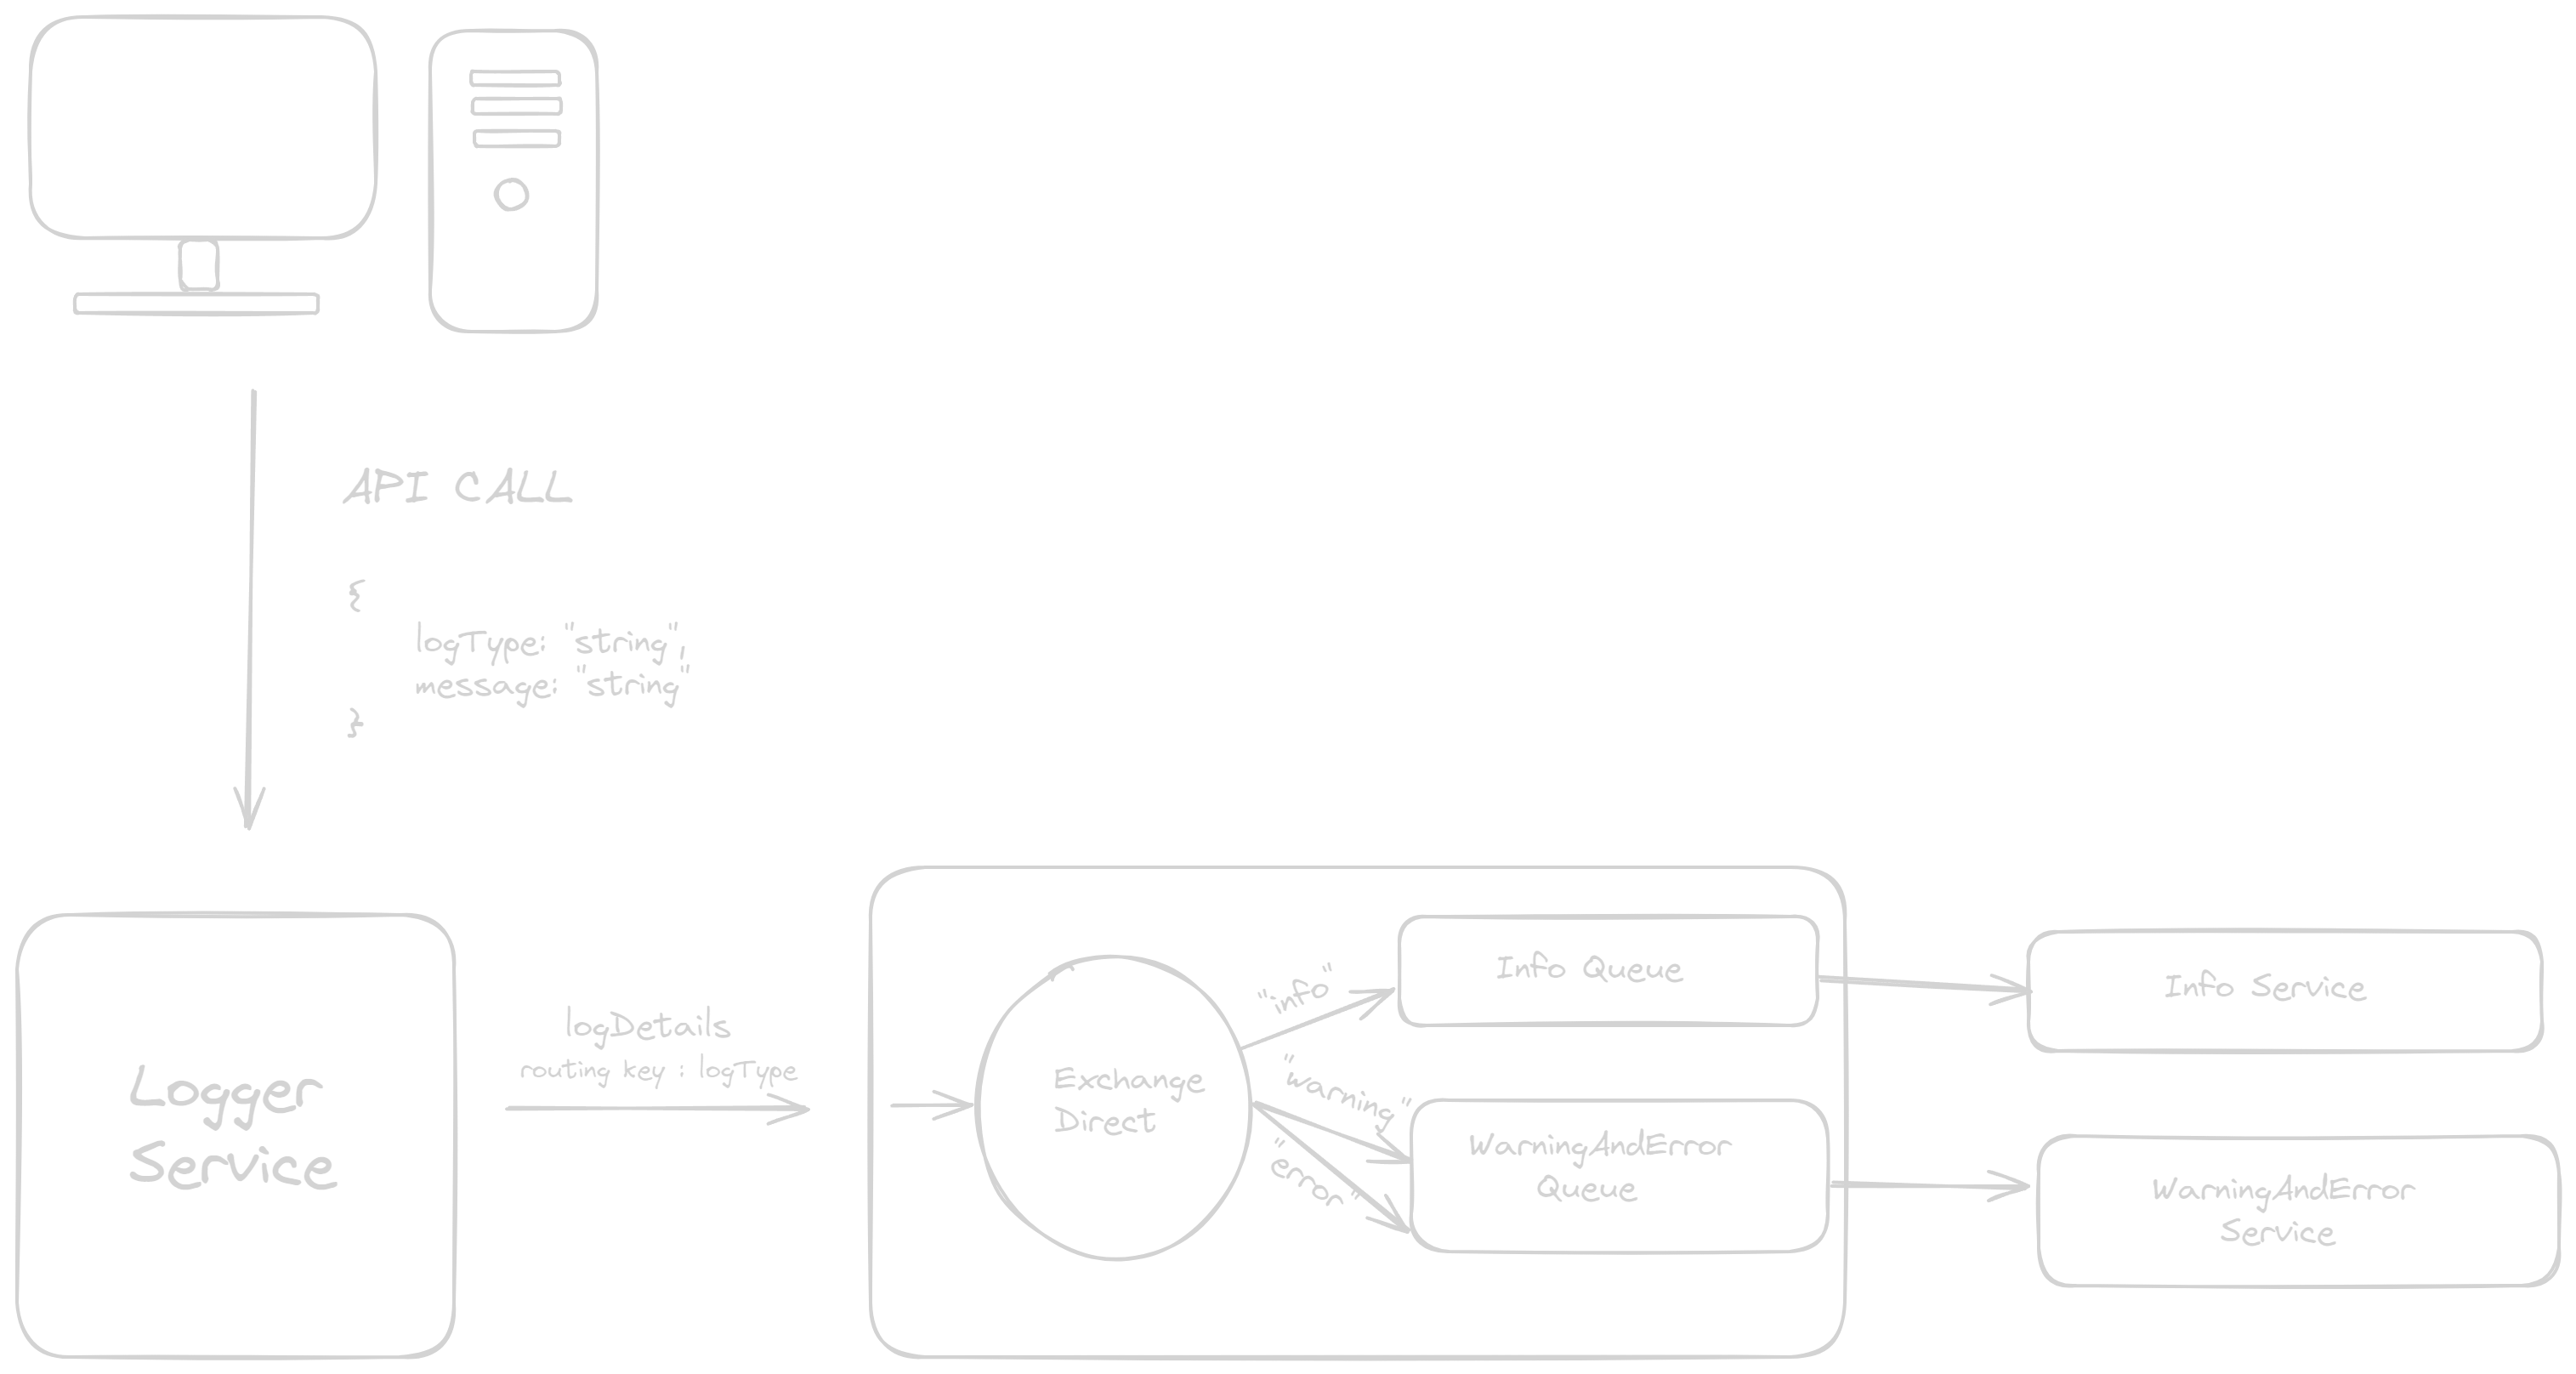 API CALL
{
logType: "string",
message: "string"
}
Logger
Service
logDetails
routing key : logType
Exchange
Direct
"info"
"warning"
"error"
Info Queue
WarningAndError
Queue
Info Service
WarningAndError
Service